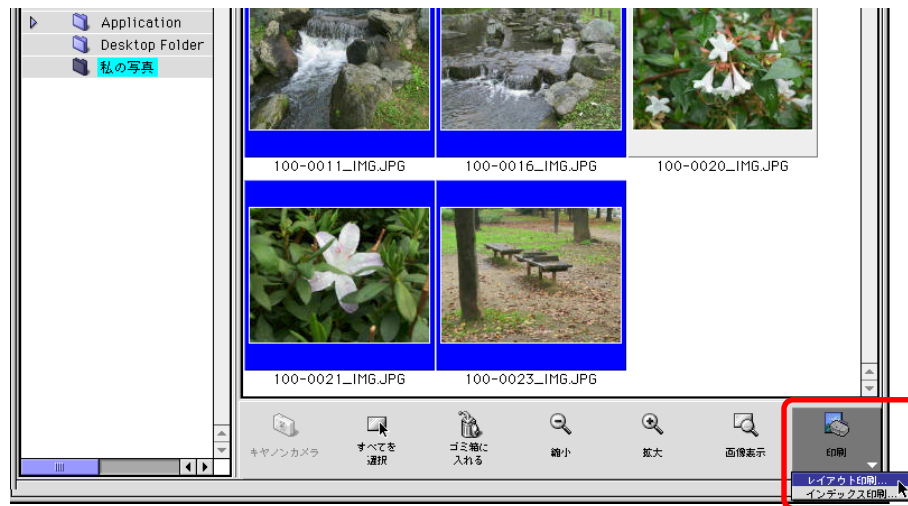 Application
Desktop Folder
私の写真
100-0011_IMG.JPG
100-0016_IMG.JPG
100-0020_IMG.JPG
100-0021_IMG.JPG
100-0023_IMG.JPG
キヤノンカメラ
すべてを
選択
ゴミ箱に
入れる
縮小
拡大
画像表示
印刷
レイアウト印刷...
インデックス印刷...